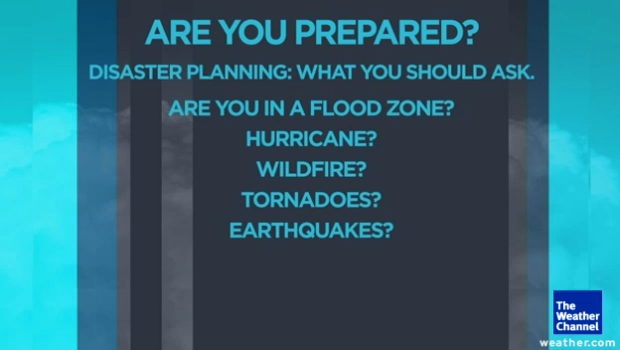 ARE YOU PREPARED?
DISASTER PLANNING: WHAT YOU SHOULD ASK.
ARE YOU IN A FLOOD ZONE?
HURRICANE?
WILDFIRE?
TORNADOES?
EARTHQUAKES?
The
Weather
Channel
weather.com